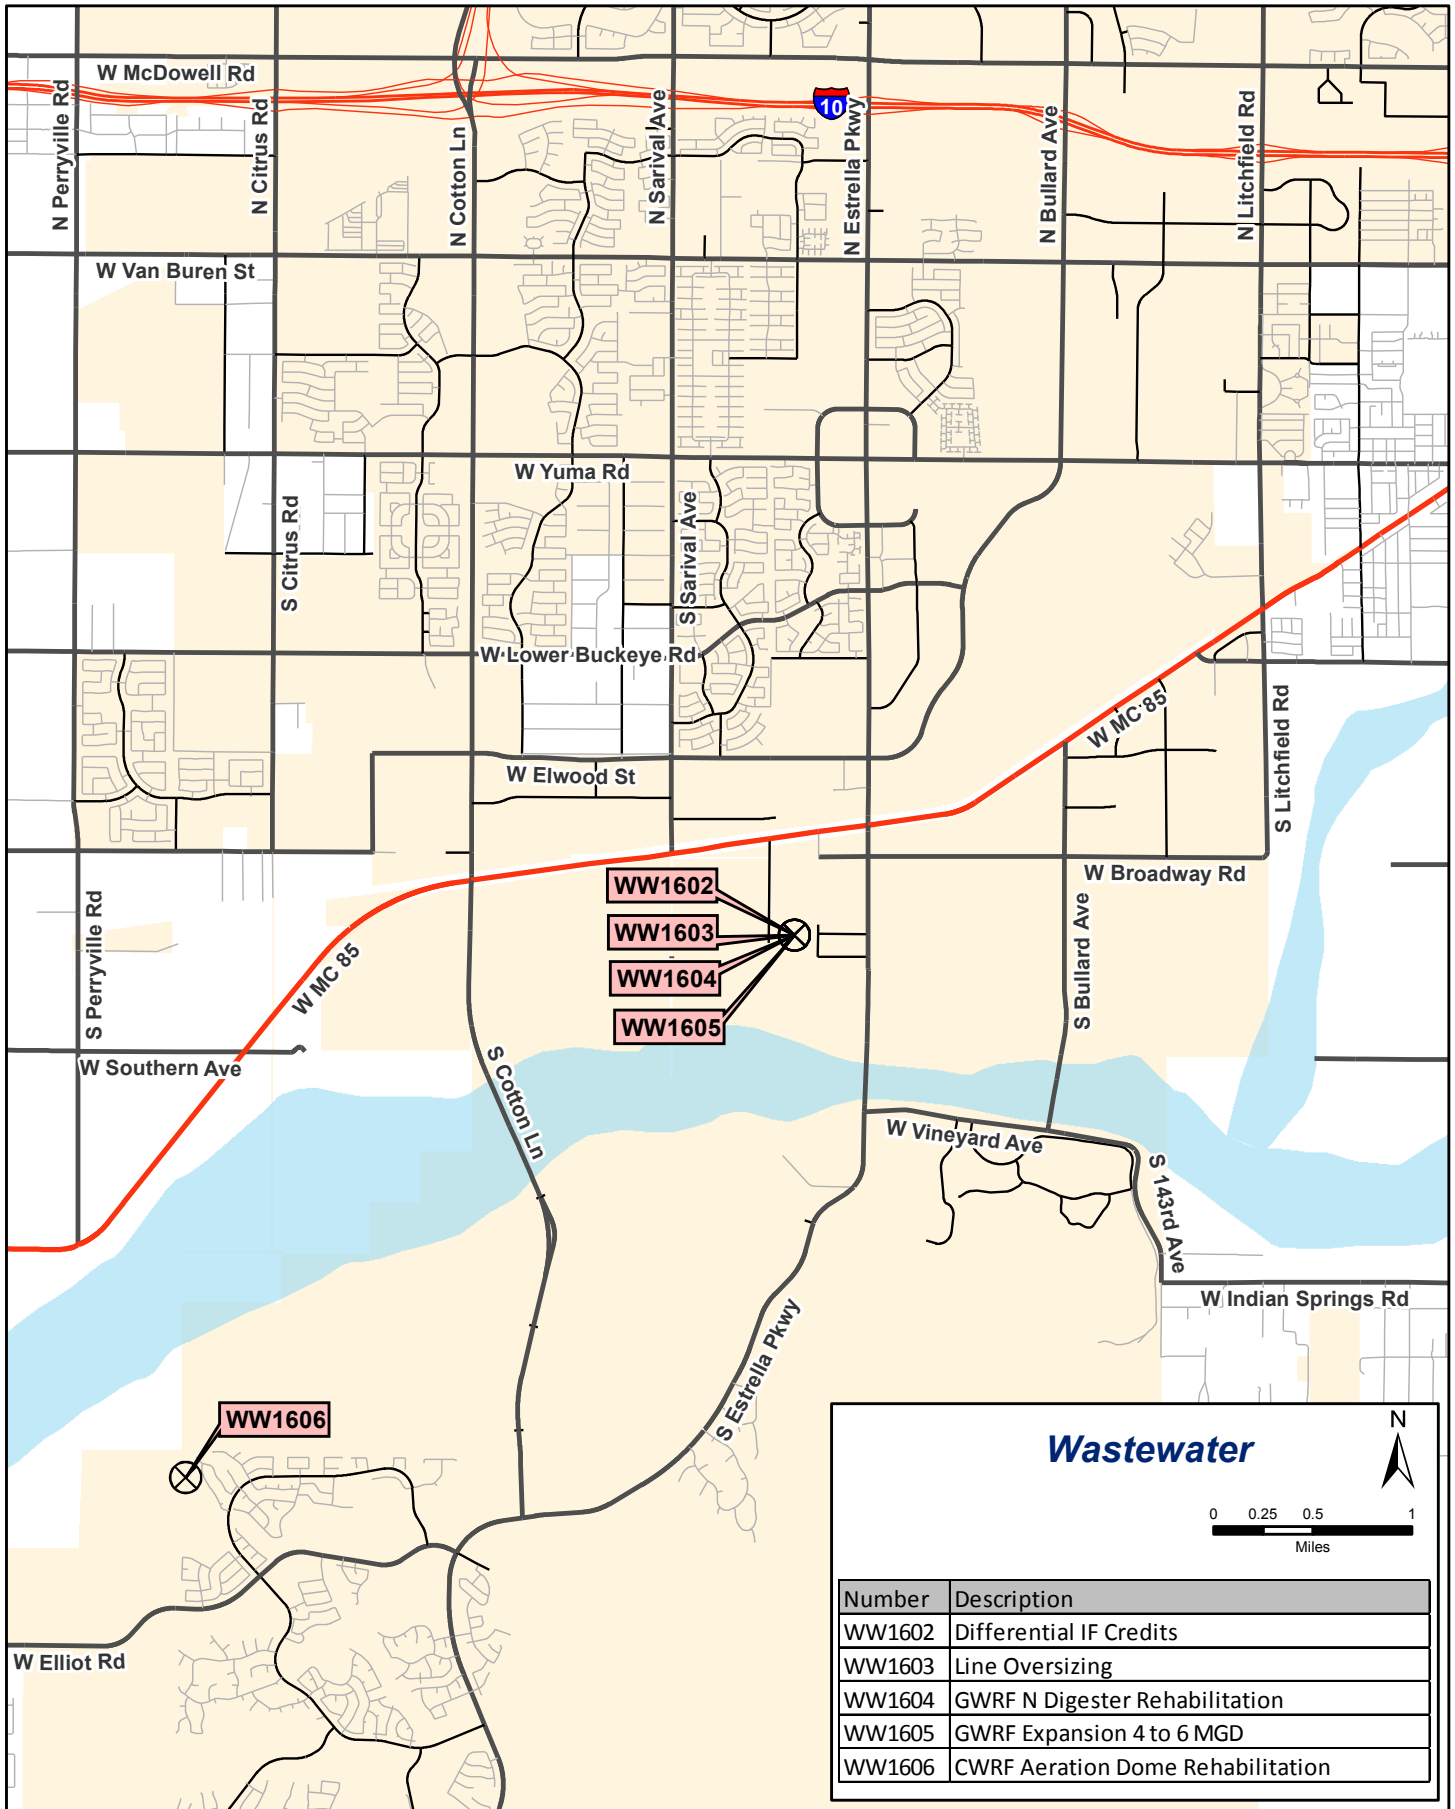 W McDowell Rd
10
N Perryville Rd
N Citrus Rd
N Cotton Ln
N Sarival Ave
N Estrella Pkwy
N Bullard Ave
N Litchfield Rd
W Van Buren St
W Yuma Rd
S Citrus Rd
S Sarival Ave
W Lower Buckeye Rd
W MC 85
S Litchfield Rd
W Elwood St
W Broadway Rd
WW1602
WW1603
WW1604
WW1605
S Perryville Rd
W MC 85
S Bullard Ave
W Southern Ave
S Cotton Ln
W Vineyard Ave
S 143rd Ave
W Indian Springs Rd
S Estrella Pkwy
WW1606
W Elliot Rd
Wastewater
N
0 0.25 0.5 1
Miles
Number Description
WW1602 Differential IF Credits
WW1603 Line Oversizing
WW1604 GWRF N Digester Rehabilitation
WW1605 GWRF Expansion 4 to 6 MGD
WW1606 CWRF Aeration Dome Rehabilitation